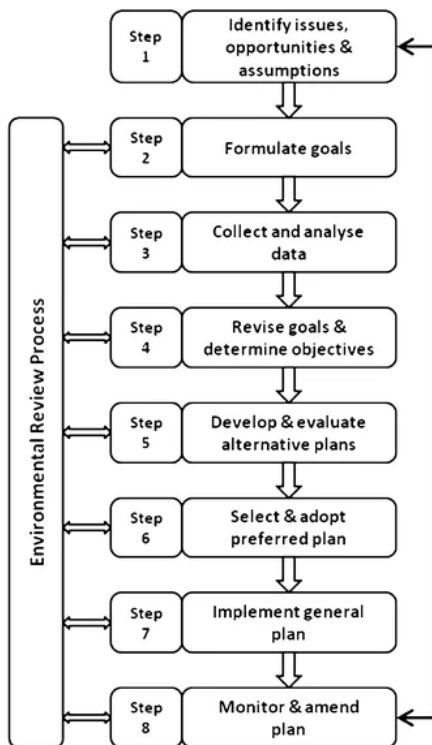 Step
1
Identify issues,
opportunities &
assumptions
Environmental Review Process
Step
2
Formulate goals
Step
3
Collect and analyse
data
Step
4
Revise goals &
determine objectives
Step
5
Develop & evaluate
alternative plans
Step
6
Select & adopt
preferred plan
Step
7
Implement general
plan
Step
8
Monitor & amend
plan